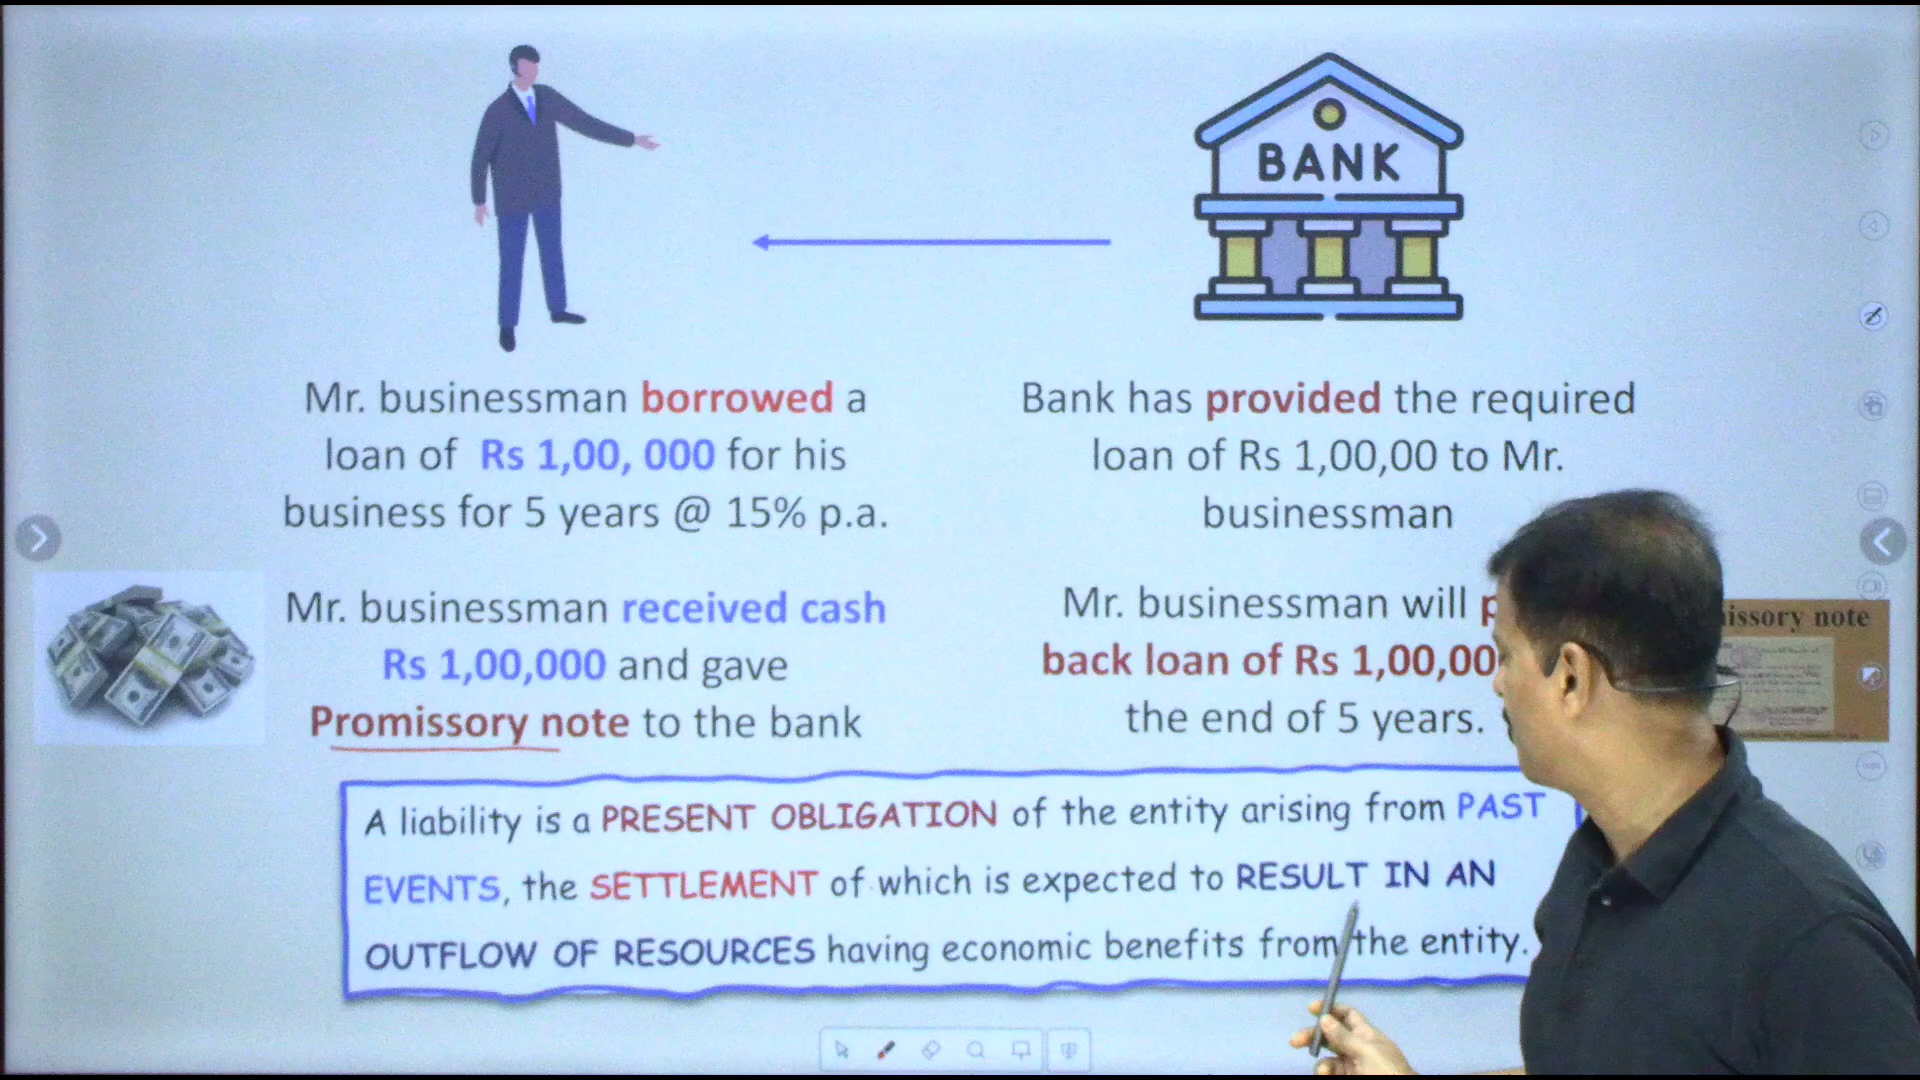 BANK
Mr. businessman borrowed a
loan of Rs 1,00, 000 for his
business for 5 years @ 15% p.a.
Bank has provided the required
loan of Rs 1,00,00 to Mr.
businessman
Mr. businessman received cash
Rs 1,00,000 and gave
Promissory note to the bank
Mr. businessman will
back loan of Rs 1,00,00
the end of 5 years.
issory note
A liability is a PRESENT OBLIGATION of the entity arising from PAST
EVENTS, the SETTLEMENT of which is expected to RESULT IN AN
OUTFLOW OF RESOURCES having economic benefits from the entity.